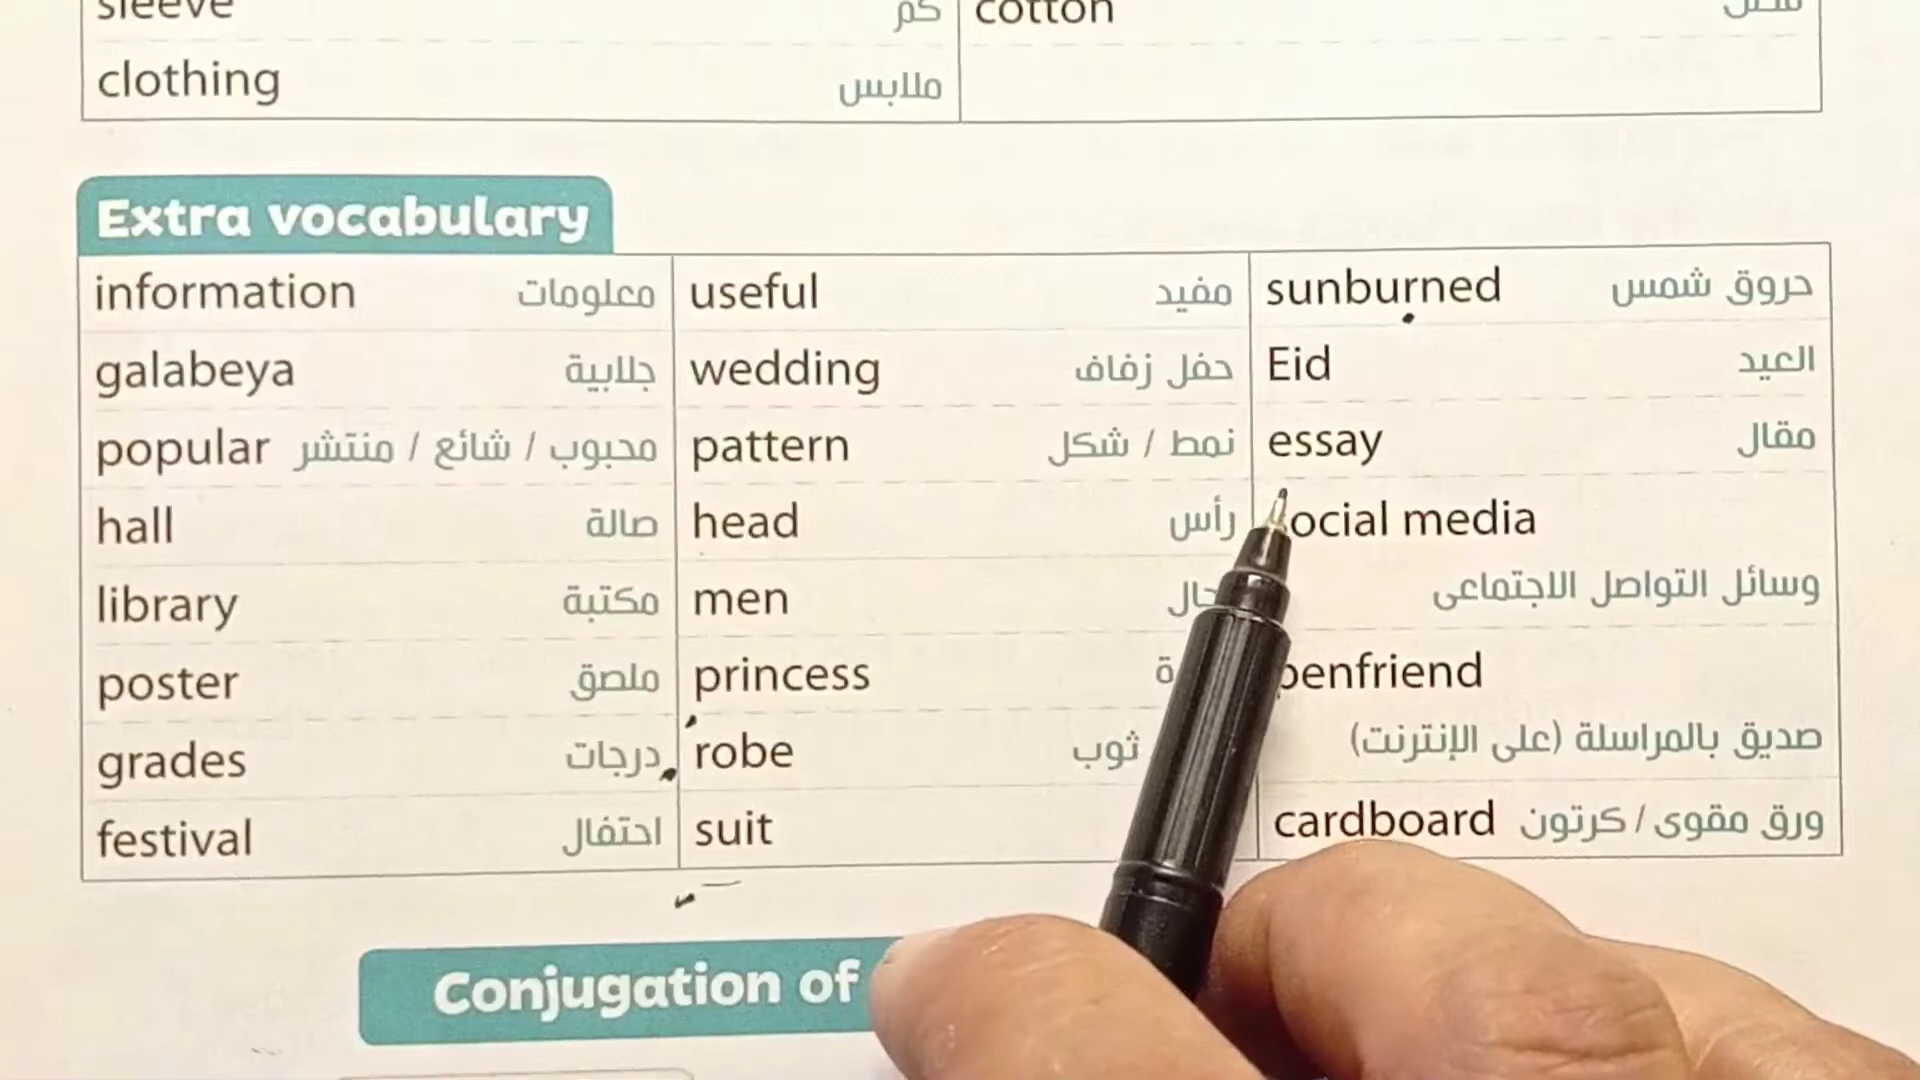 clothing ملابس
Extra vocabulary
information معلومات useful مفيد sunburned حروق شمس
galabeya جلابية wedding حفل زفاف Eid العيد
popular محبوب / شائع / منتشر pattern نمط / شكل essay مقال
hall صالة head رأس ocial media
library مكتبة men وسائل التواصل الاجتماعى
poster ملصق princess penfriend
grades درجات robe ثوب صديق بالمراسلة (على الإنترنت)
festival احتفال suit cardboard ورق مقوى / كرتون
Conjugation of